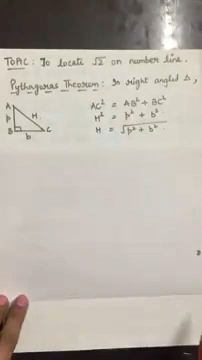 TOPIC : To locate √2 on number line.
Pythagoras Theorem : In right angled Δ,
A
p H
B b C
AC² = AB² + BC²
H² = p² + b²
H = √p² + b²